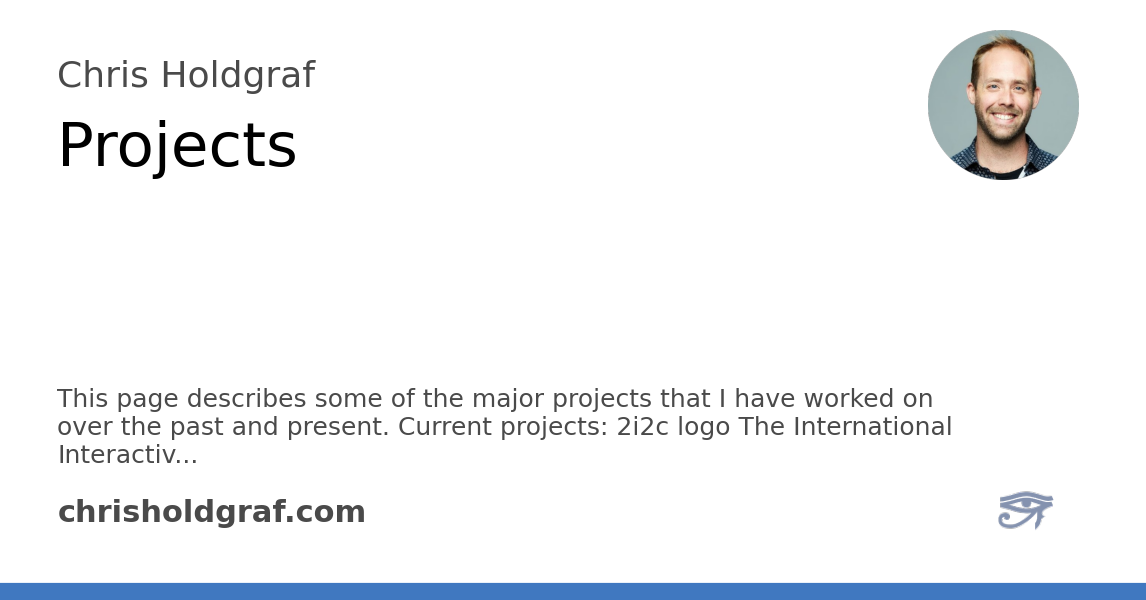 Chris Holdgraf
Projects
This page describes some of the major projects that I have worked on
over the past and present. Current projects: 2i2c logo The International
Interactiv...
chrisholdgraf.com